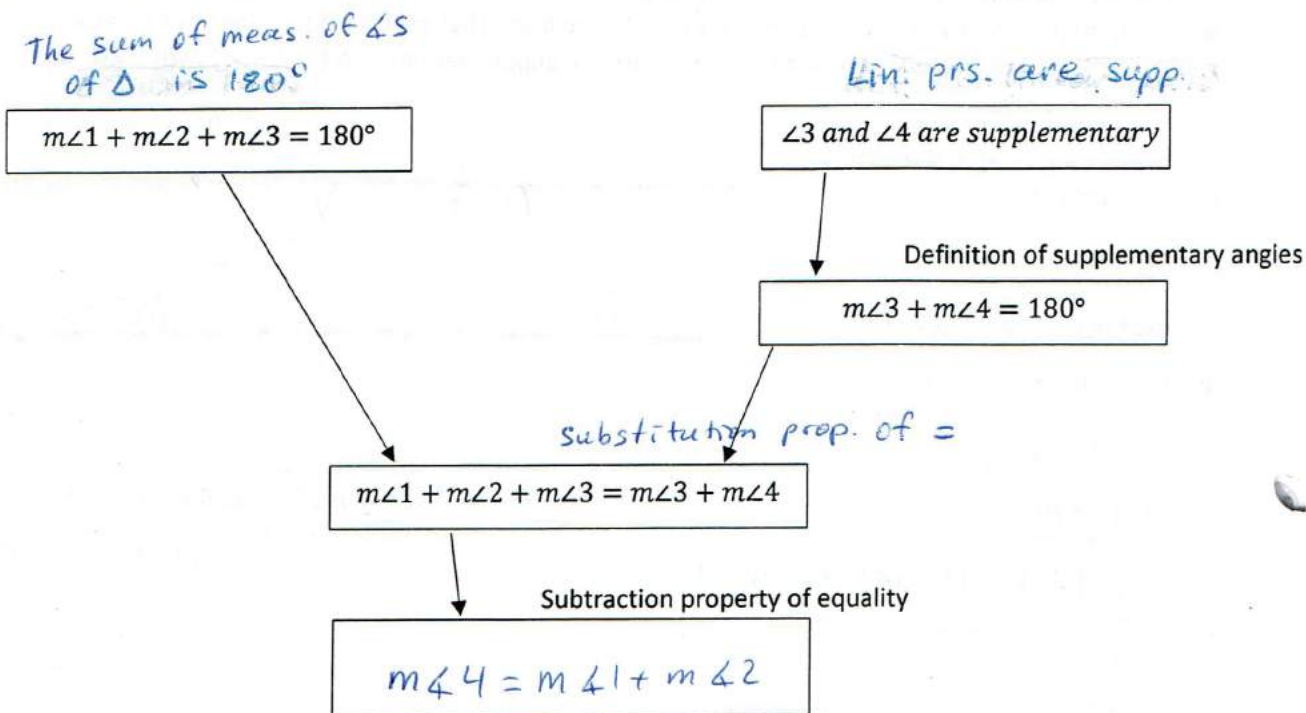 The sum of meas. of ∡s
of Δ is 180°
m∠1 + m∠2 + m∠3 = 180°
Lin. prs. are supp.
∠3 and ∠4 are supplementary
Definition of supplementary angies
m∠3 + m∠4 = 180°
substitution prop. of =
m∠1 + m∠2 + m∠3 = m∠3 + m∠4
Subtraction property of equality
m∡4 = m∡1 + m∡2